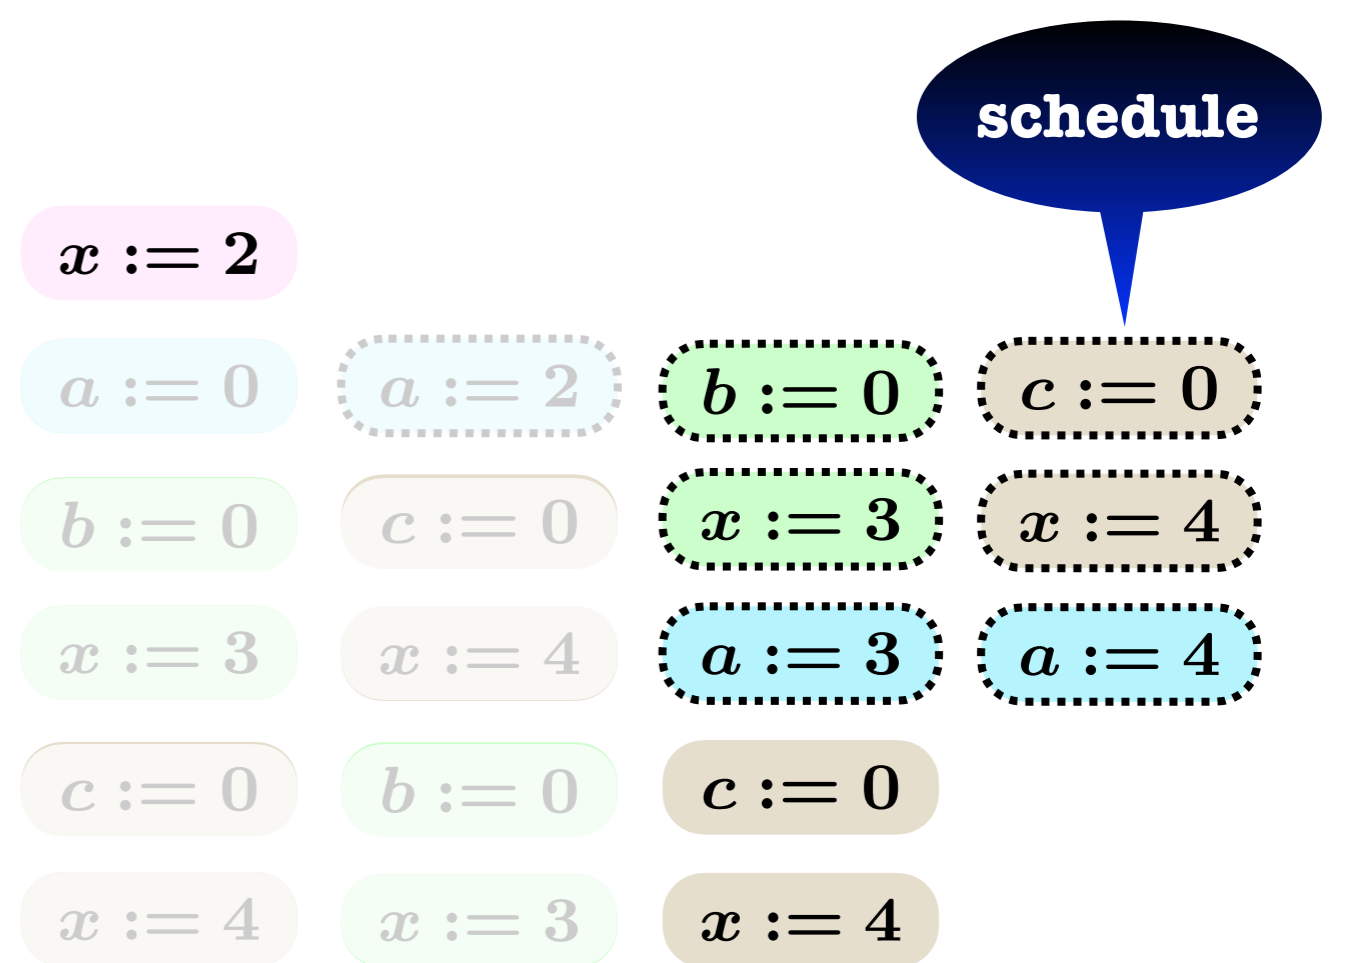 schedule
x := 2
a := 0 a := 2 b := 0 c := 0
b := 0 c := 0 x := 3 x := 4
x := 3 x := 4 a := 3 a := 4
c := 0 b := 0 c := 0
x := 4 x := 3 x := 4